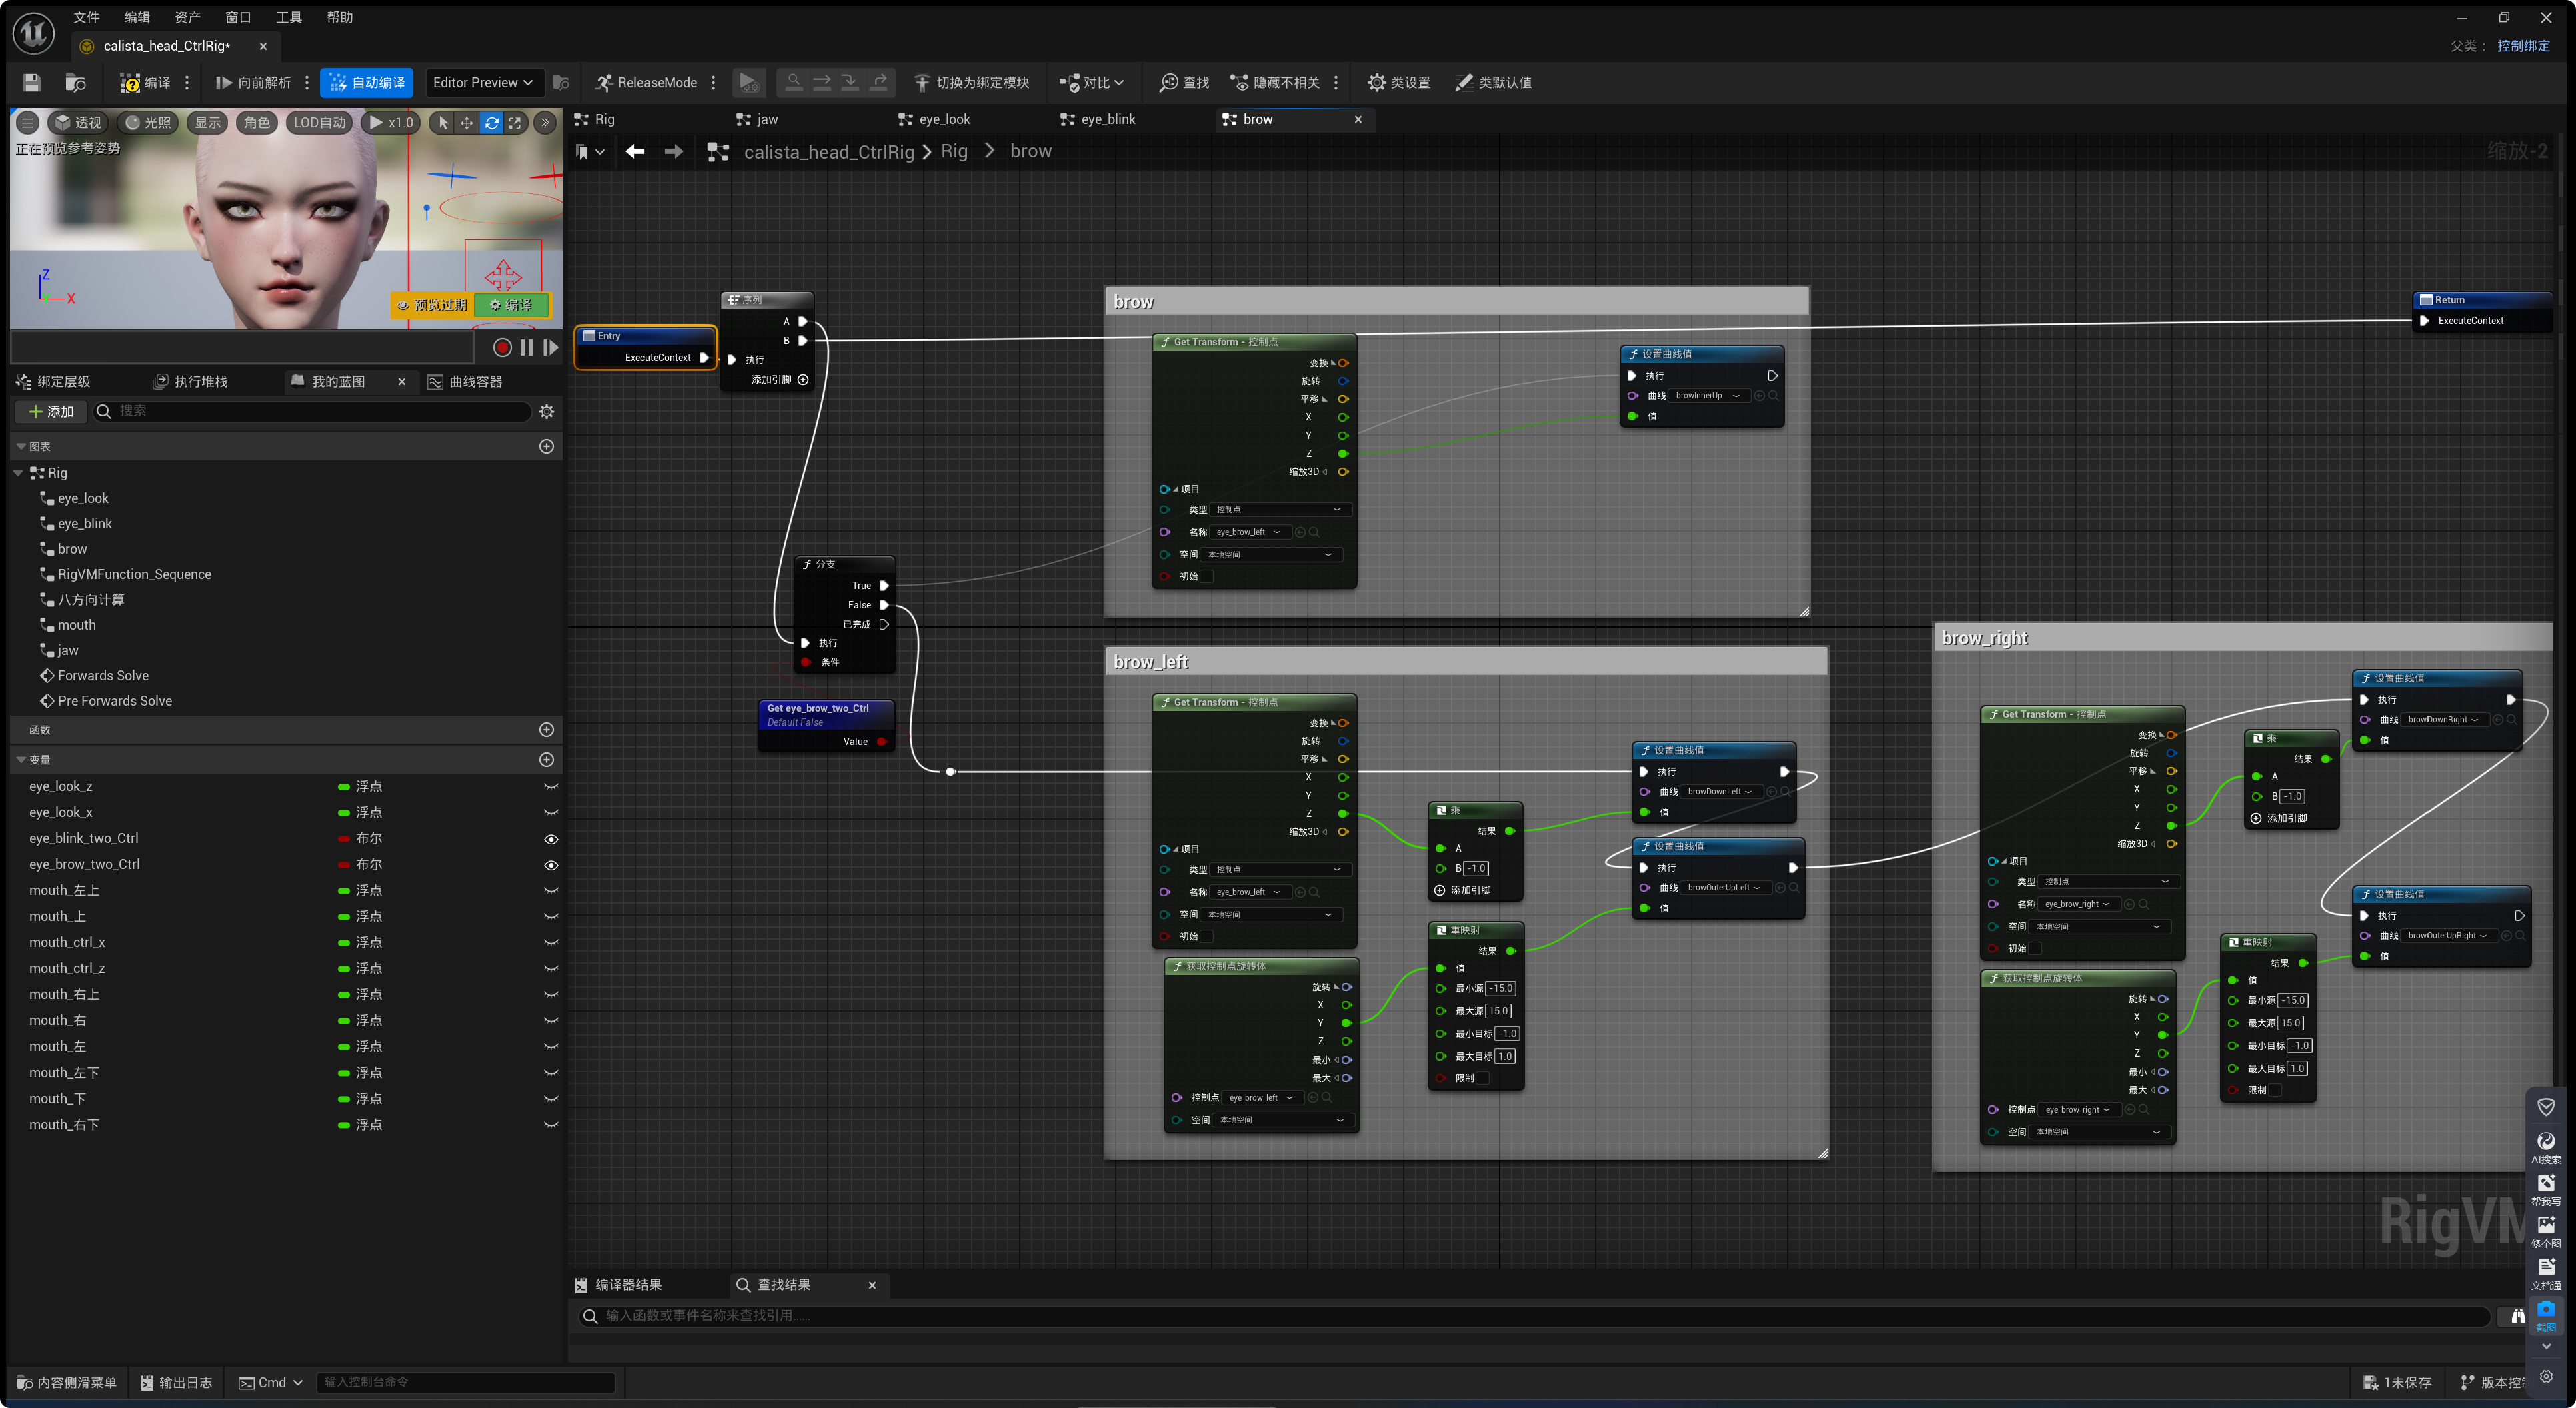 文件 编辑 资产 窗口 工具 帮助
calista_head_CtrlRig*
父类： 控制绑定
编译 向前解析 自动编译 Editor Preview ReleaseMode 切换为绑定模块 对比 查找 隐藏不相关 类设置 类默认值
透视 光照 显示 角色 LOD自动 x1.0
正在预览参考姿势
Z
X
预览过期 编译
Rig jaw eye_look eye_blink brow
calista_head_CtrlRig Rig brow
缩放-2
绑定层级 执行堆栈 我的蓝图 曲线容器
添加 搜索
图表
Rig
eye_look
eye_blink
brow
RigVMFunction_Sequence
八方向计算
mouth
jaw
Forwards Solve
Pre Forwards Solve
函数
变量
eye_look_z 浮点
eye_look_x 浮点
eye_blink_two_Ctrl 布尔
eye_brow_two_Ctrl 布尔
mouth_左上 浮点
mouth_上 浮点
mouth_ctrl_x 浮点
mouth_ctrl_z 浮点
mouth_右上 浮点
mouth_右 浮点
mouth_左 浮点
mouth_左下 浮点
mouth_下 浮点
mouth_右下 浮点
Entry
ExecuteContext
序列
A
B
执行
添加引脚
分支
True
False
已完成
执行
条件
Get eye_brow_two_Ctrl
Default False
Value
brow
Get Transform - 控制点
变换
旋转
平移
X
Y
Z
缩放3D
项目
类型 控制点
名称 eye_brow_left
空间 本地空间
初始
设置曲线值
执行
曲线 browInnerUp
值
Return
ExecuteContext
brow_left
Get Transform - 控制点
变换
旋转
平移
X
Y
Z
缩放3D
项目
类型 控制点
名称 eye_brow_left
空间 本地空间
初始
获取控制点旋转体
旋转
X
Y
Z
最小
最大
控制点 eye_brow_left
空间 本地空间
乘
结果
A
B -1.0
添加引脚
重映射
结果
值
最小源 -15.0
最大源 15.0
最小目标 -1.0
最大目标 1.0
限制
设置曲线值
执行
曲线 browDownLeft
值
设置曲线值
执行
曲线 browOuterUpLeft
值
brow_right
Get Transform - 控制点
变换
旋转
平移
X
Y
Z
缩放3D
项目
类型 控制点
名称 eye_brow_right
空间 本地空间
初始
获取控制点旋转体
旋转
X
Y
Z
最小
最大
控制点 eye_brow_right
空间 本地空间
乘
结果
A
B -1.0
添加引脚
重映射
结果
值
最小源 -15.0
最大源 15.0
最小目标 -1.0
最大目标 1.0
限制
设置曲线值
执行
曲线 browDownRight
值
设置曲线值
执行
曲线 browOuterUpRight
值
RigVM
AI搜索
帮我写
修个图
文档通
截图
编译器结果 查找结果
输入函数或事件名称来查找引用......
内容侧滑菜单 输出日志 Cmd 输入控制台命令
1未保存 版本控